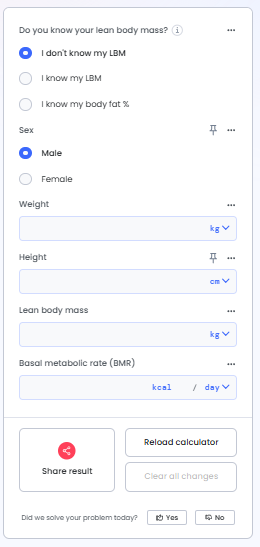 Do you know your lean body mass? i
I don't know my LBM
I know my LBM
I know my body fat %
Sex
Male
Female
Weight
kg
Height
cm
Lean body mass
kg
Basal metabolic rate (BMR)
kcal / day
Share result
Reload calculator
Clear all changes
Did we solve your problem today? Yes No